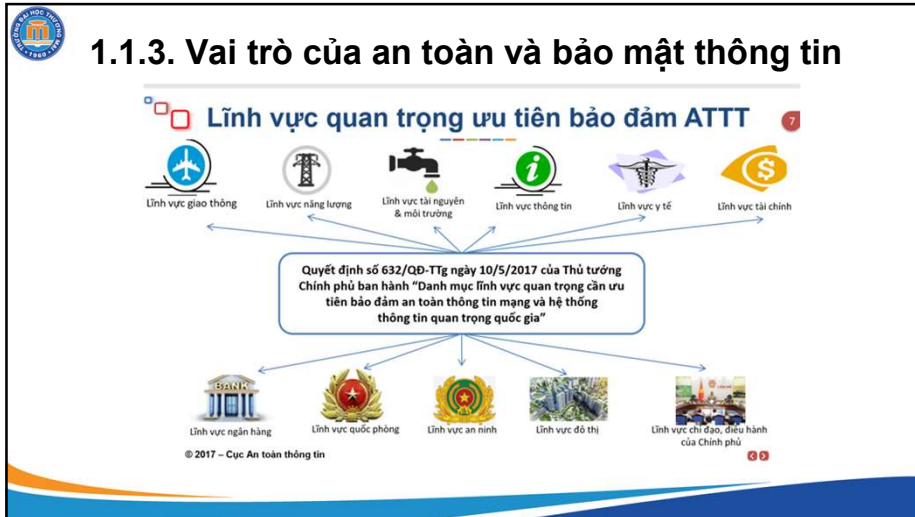 TRƯỜNG ĐẠI HỌC THƯƠNG MẠI
1960
1.1.3. Vai trò của an toàn và bảo mật thông tin
Lĩnh vực quan trọng ưu tiên bảo đảm ATTT
7
Lĩnh vực giao thông
Lĩnh vực năng lượng
Lĩnh vực tài nguyên
& môi trường
Lĩnh vực thông tin
Lĩnh vực y tế
Lĩnh vực tài chính
Quyết định số 632/QĐ-TTg ngày 10/5/2017 của Thủ tướng
Chính phủ ban hành “Danh mục lĩnh vực quan trọng cần ưu
tiên bảo đảm an toàn thông tin mạng và hệ thống
thông tin quan trọng quốc gia”
BANK
Lĩnh vực ngân hàng
Lĩnh vực quốc phòng
Lĩnh vực an ninh
Lĩnh vực đô thị
Lĩnh vực chỉ đạo, điều hành
của Chính phủ
© 2017 – Cục An toàn thông tin